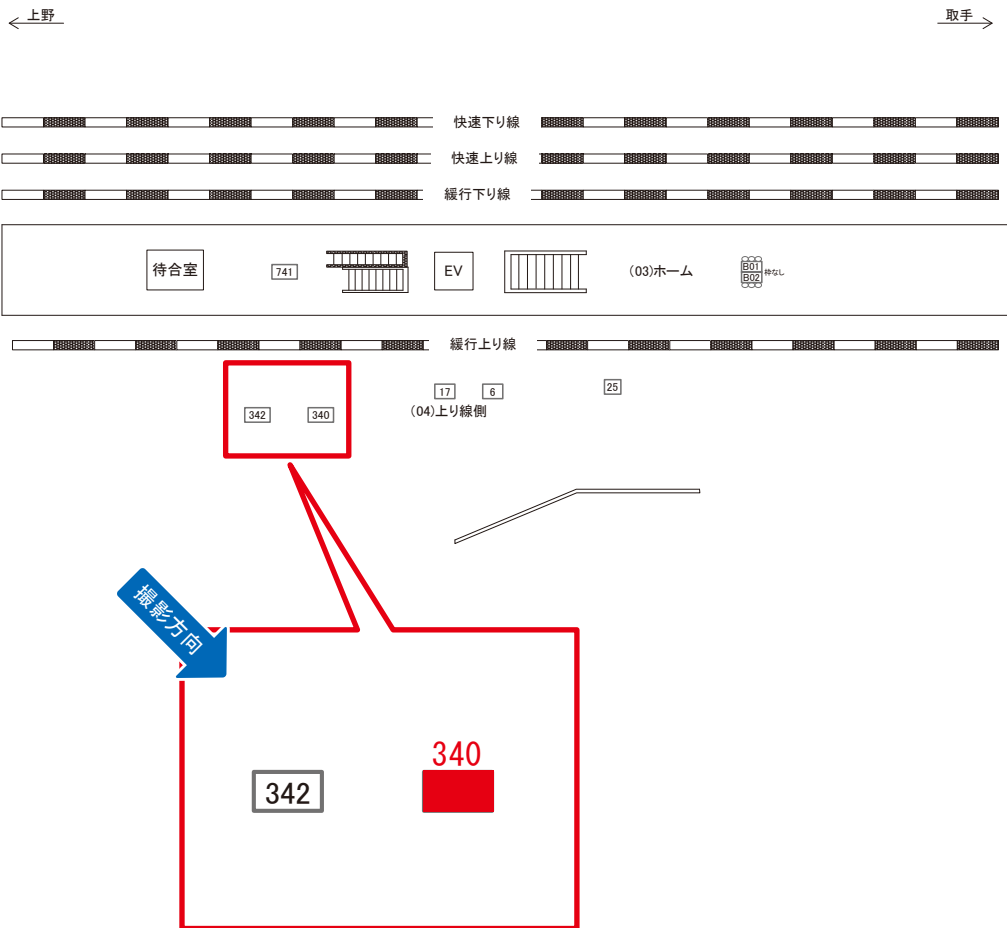 上野
取手
快速下り線
快速上り線
緩行下り線
待合室
741
EV
(03)ホーム
B01
B02
枠なし
緩行上り線
17
6
25
342
340
(04)上り線側
撮影方向
340
342